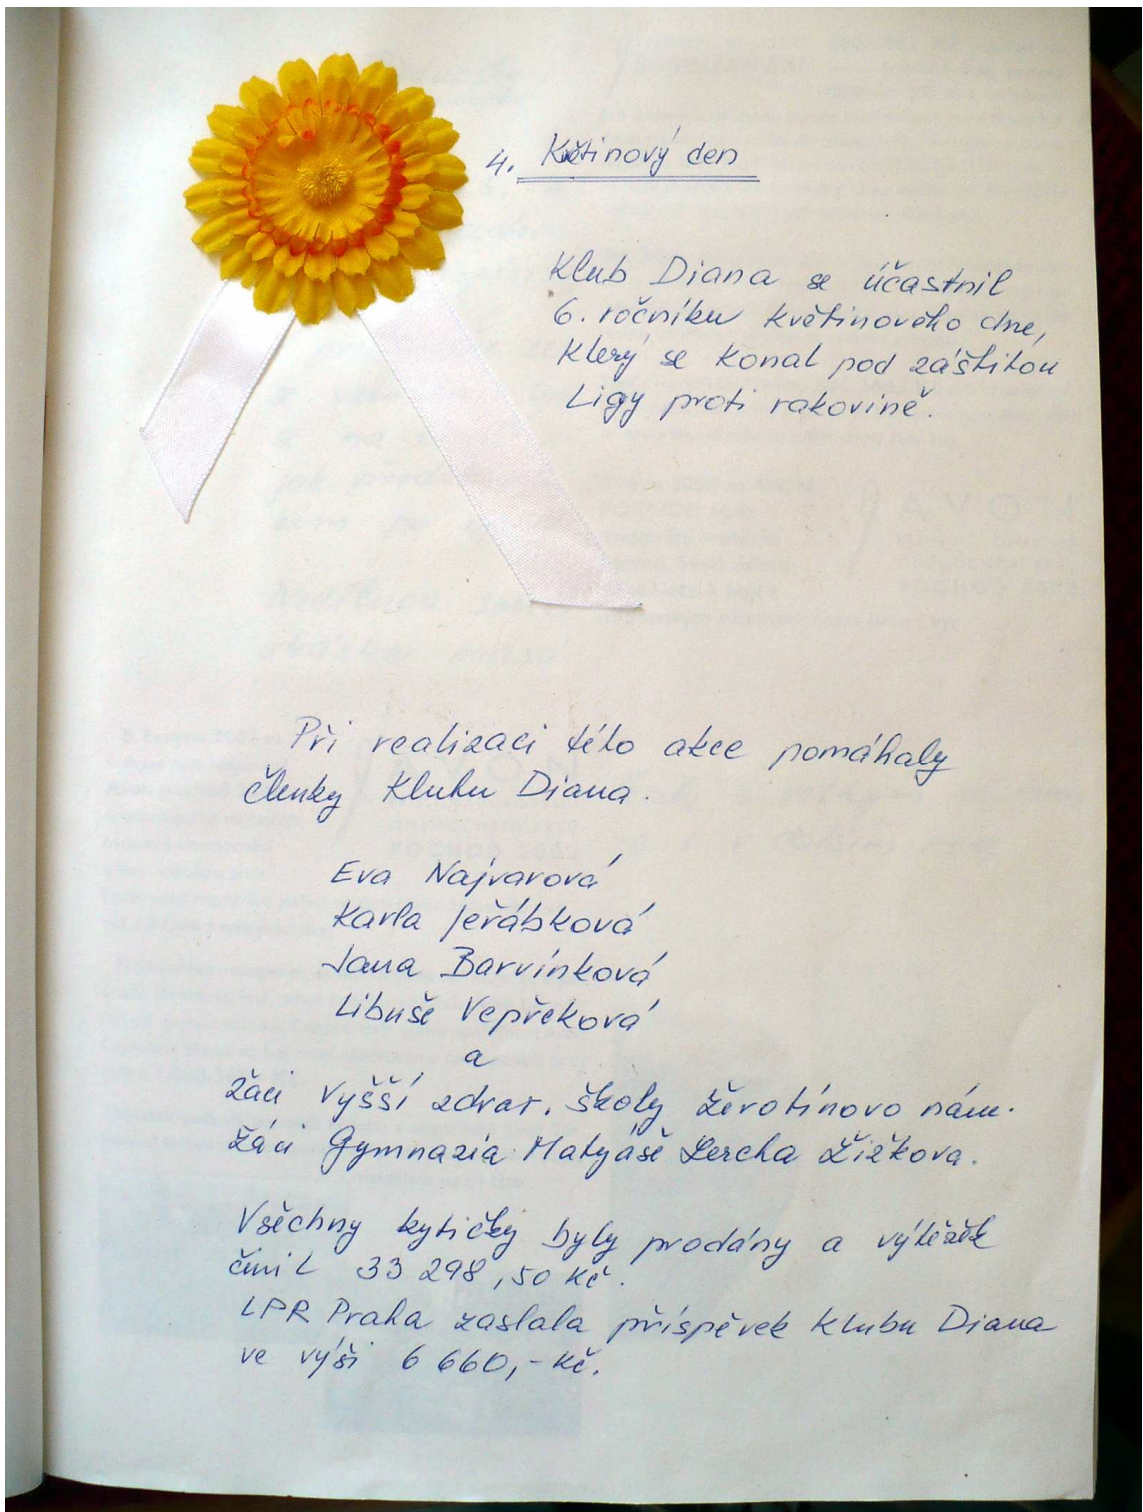 4. Květinový den
Klub Diana se účastnil
6. ročníku květinového dne,
který se konal pod záštitou
Ligy proti rakovině.
Při realizaci této akce pomáhaly
členky Klubu Diana.
Eva Najvarová
Karla Jeřábková
Jana Barvínková
Libuše Vepřeková
a
žáci Vyšší zdrav. školy Žerotínovo nám.
žáci Gymnazia Matyáše Lercha Žižkova.
Všechny kytičky byly prodány a výtěžek
činil 33 298,50 Kč.
LPR Praha zaslala příspěvek Klubu Diana
ve výši 6 660,- Kč.